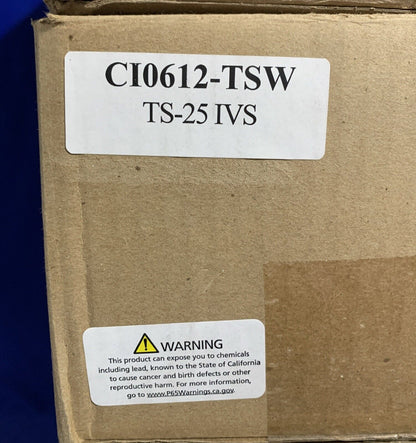 CI0612-TSW
TS-25 IVS
WARNING
This product can expose you to chemicals
including lead, known to the State of California
to cause cancer and birth defects or other
reproductive harm. For more information,
go to www.P65Warnings.ca.gov.